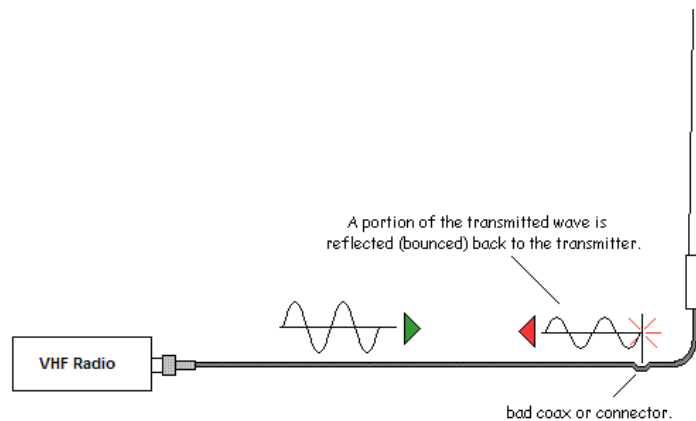 A portion of the transmitted wave is
reflected (bounced) back to the transmitter.
VHF Radio
bad coax or connector.